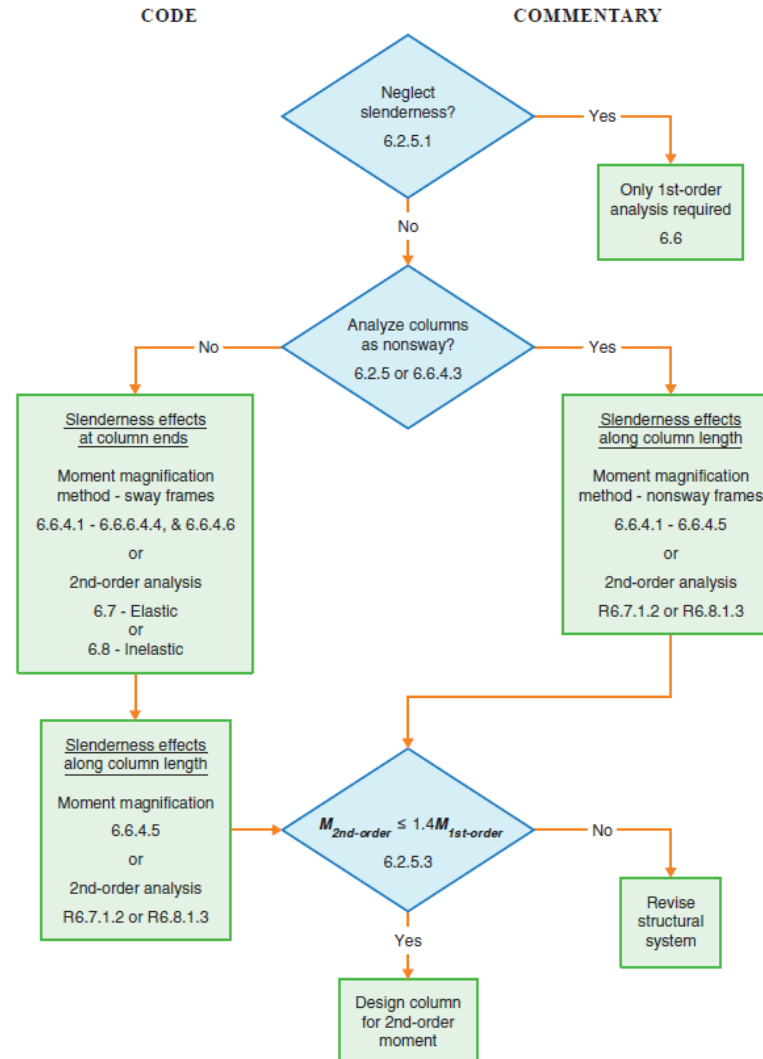 CODE
COMMENTARY
Neglect
slenderness?
6.2.5.1
Yes
Only 1st-order
analysis required
6.6
No
Analyze columns
as nonsway?
6.2.5 or 6.6.4.3
No
Yes
Slenderness effects
at column ends
Moment magnification
method - sway frames
6.6.4.1 - 6.6.6.4.4, & 6.6.4.6
or
2nd-order analysis
6.7 - Elastic
or
6.8 - Inelastic
Slenderness effects
along column length
Moment magnification
method - nonsway frames
6.6.4.1 - 6.6.4.5
or
2nd-order analysis
R6.7.1.2 or R6.8.1.3
Slenderness effects
along column length
Moment magnification
6.6.4.5
or
2nd-order analysis
R6.7.1.2 or R6.8.1.3
M2nd-order ≤ 1.4M1st-order
6.2.5.3
No
Revise
structural
system
Yes
Design column
for 2nd-order
moment